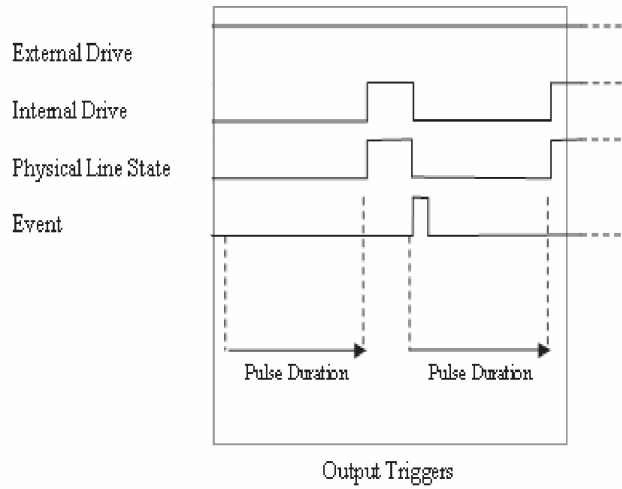 External Drive
Internal Drive
Physical Line State
Event
Pulse Duration
Pulse Duration
Output Triggers